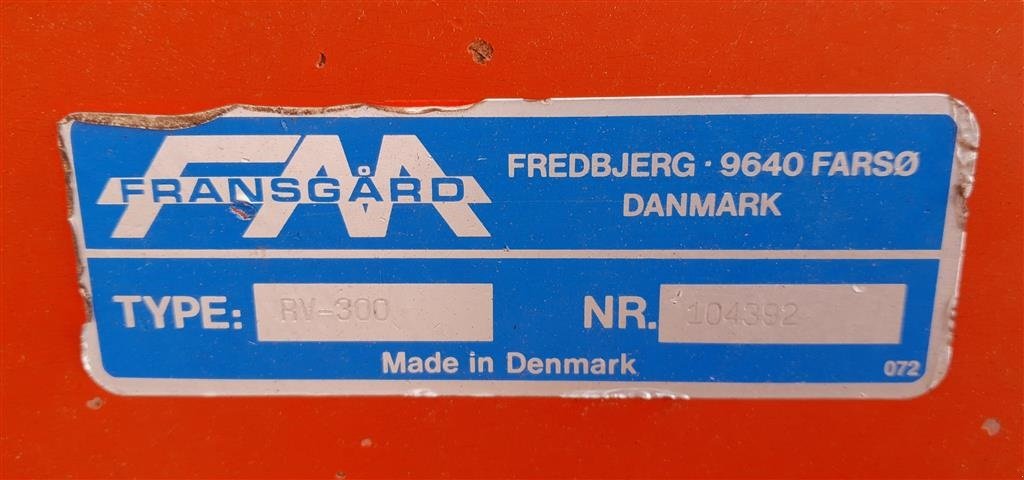 FRANSGÅRD
FREDBJERG · 9640 FARSØ
DANMARK
TYPE: RV-300
NR. 104392
Made in Denmark
072